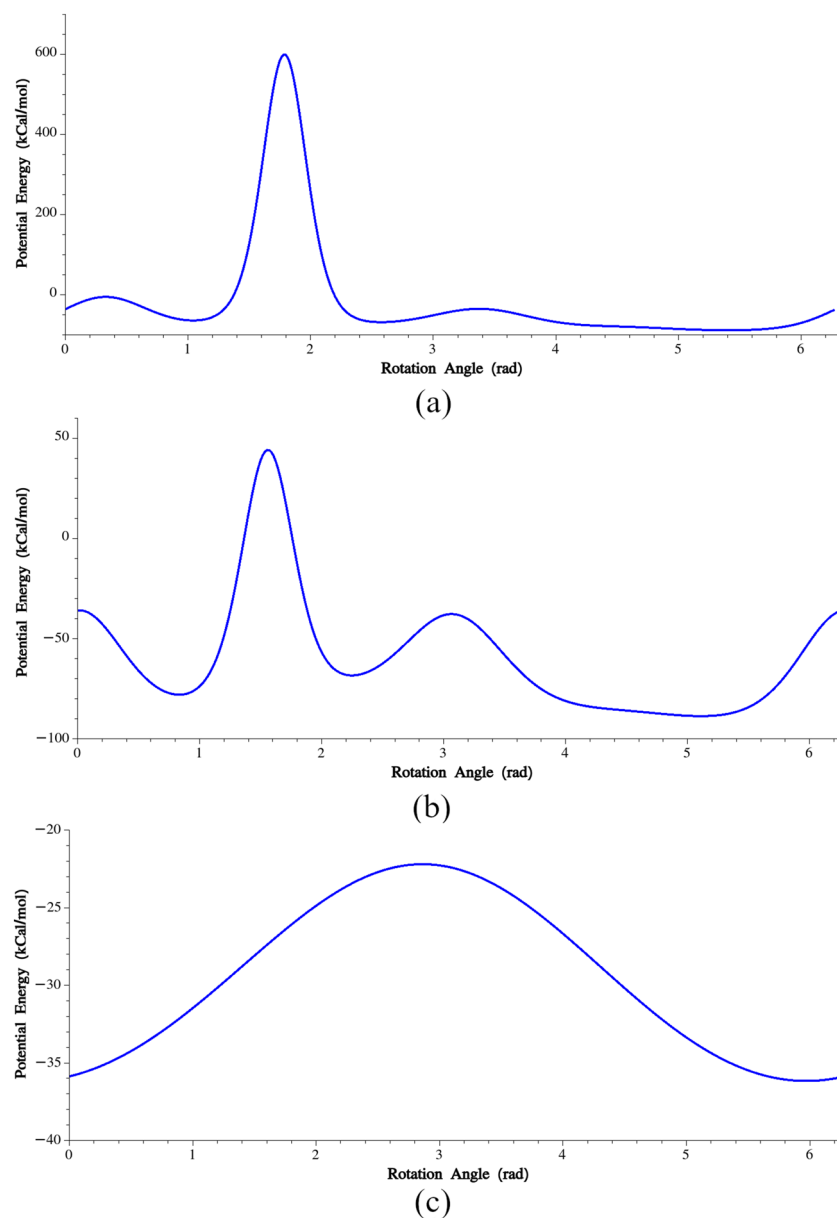 Potential Energy (kCal/mol)
600
400
200
0
0 1 2 3 4 5 6
Rotation Angle (rad)
(a)
Potential Energy (kCal/mol)
50
0
−50
−100
0 1 2 3 4 5 6
Rotation Angle (rad)
(b)
Potential Energy (kCal/mol)
−20
−25
−30
−35
−40
0 1 2 3 4 5 6
Rotation Angle (rad)
(c)